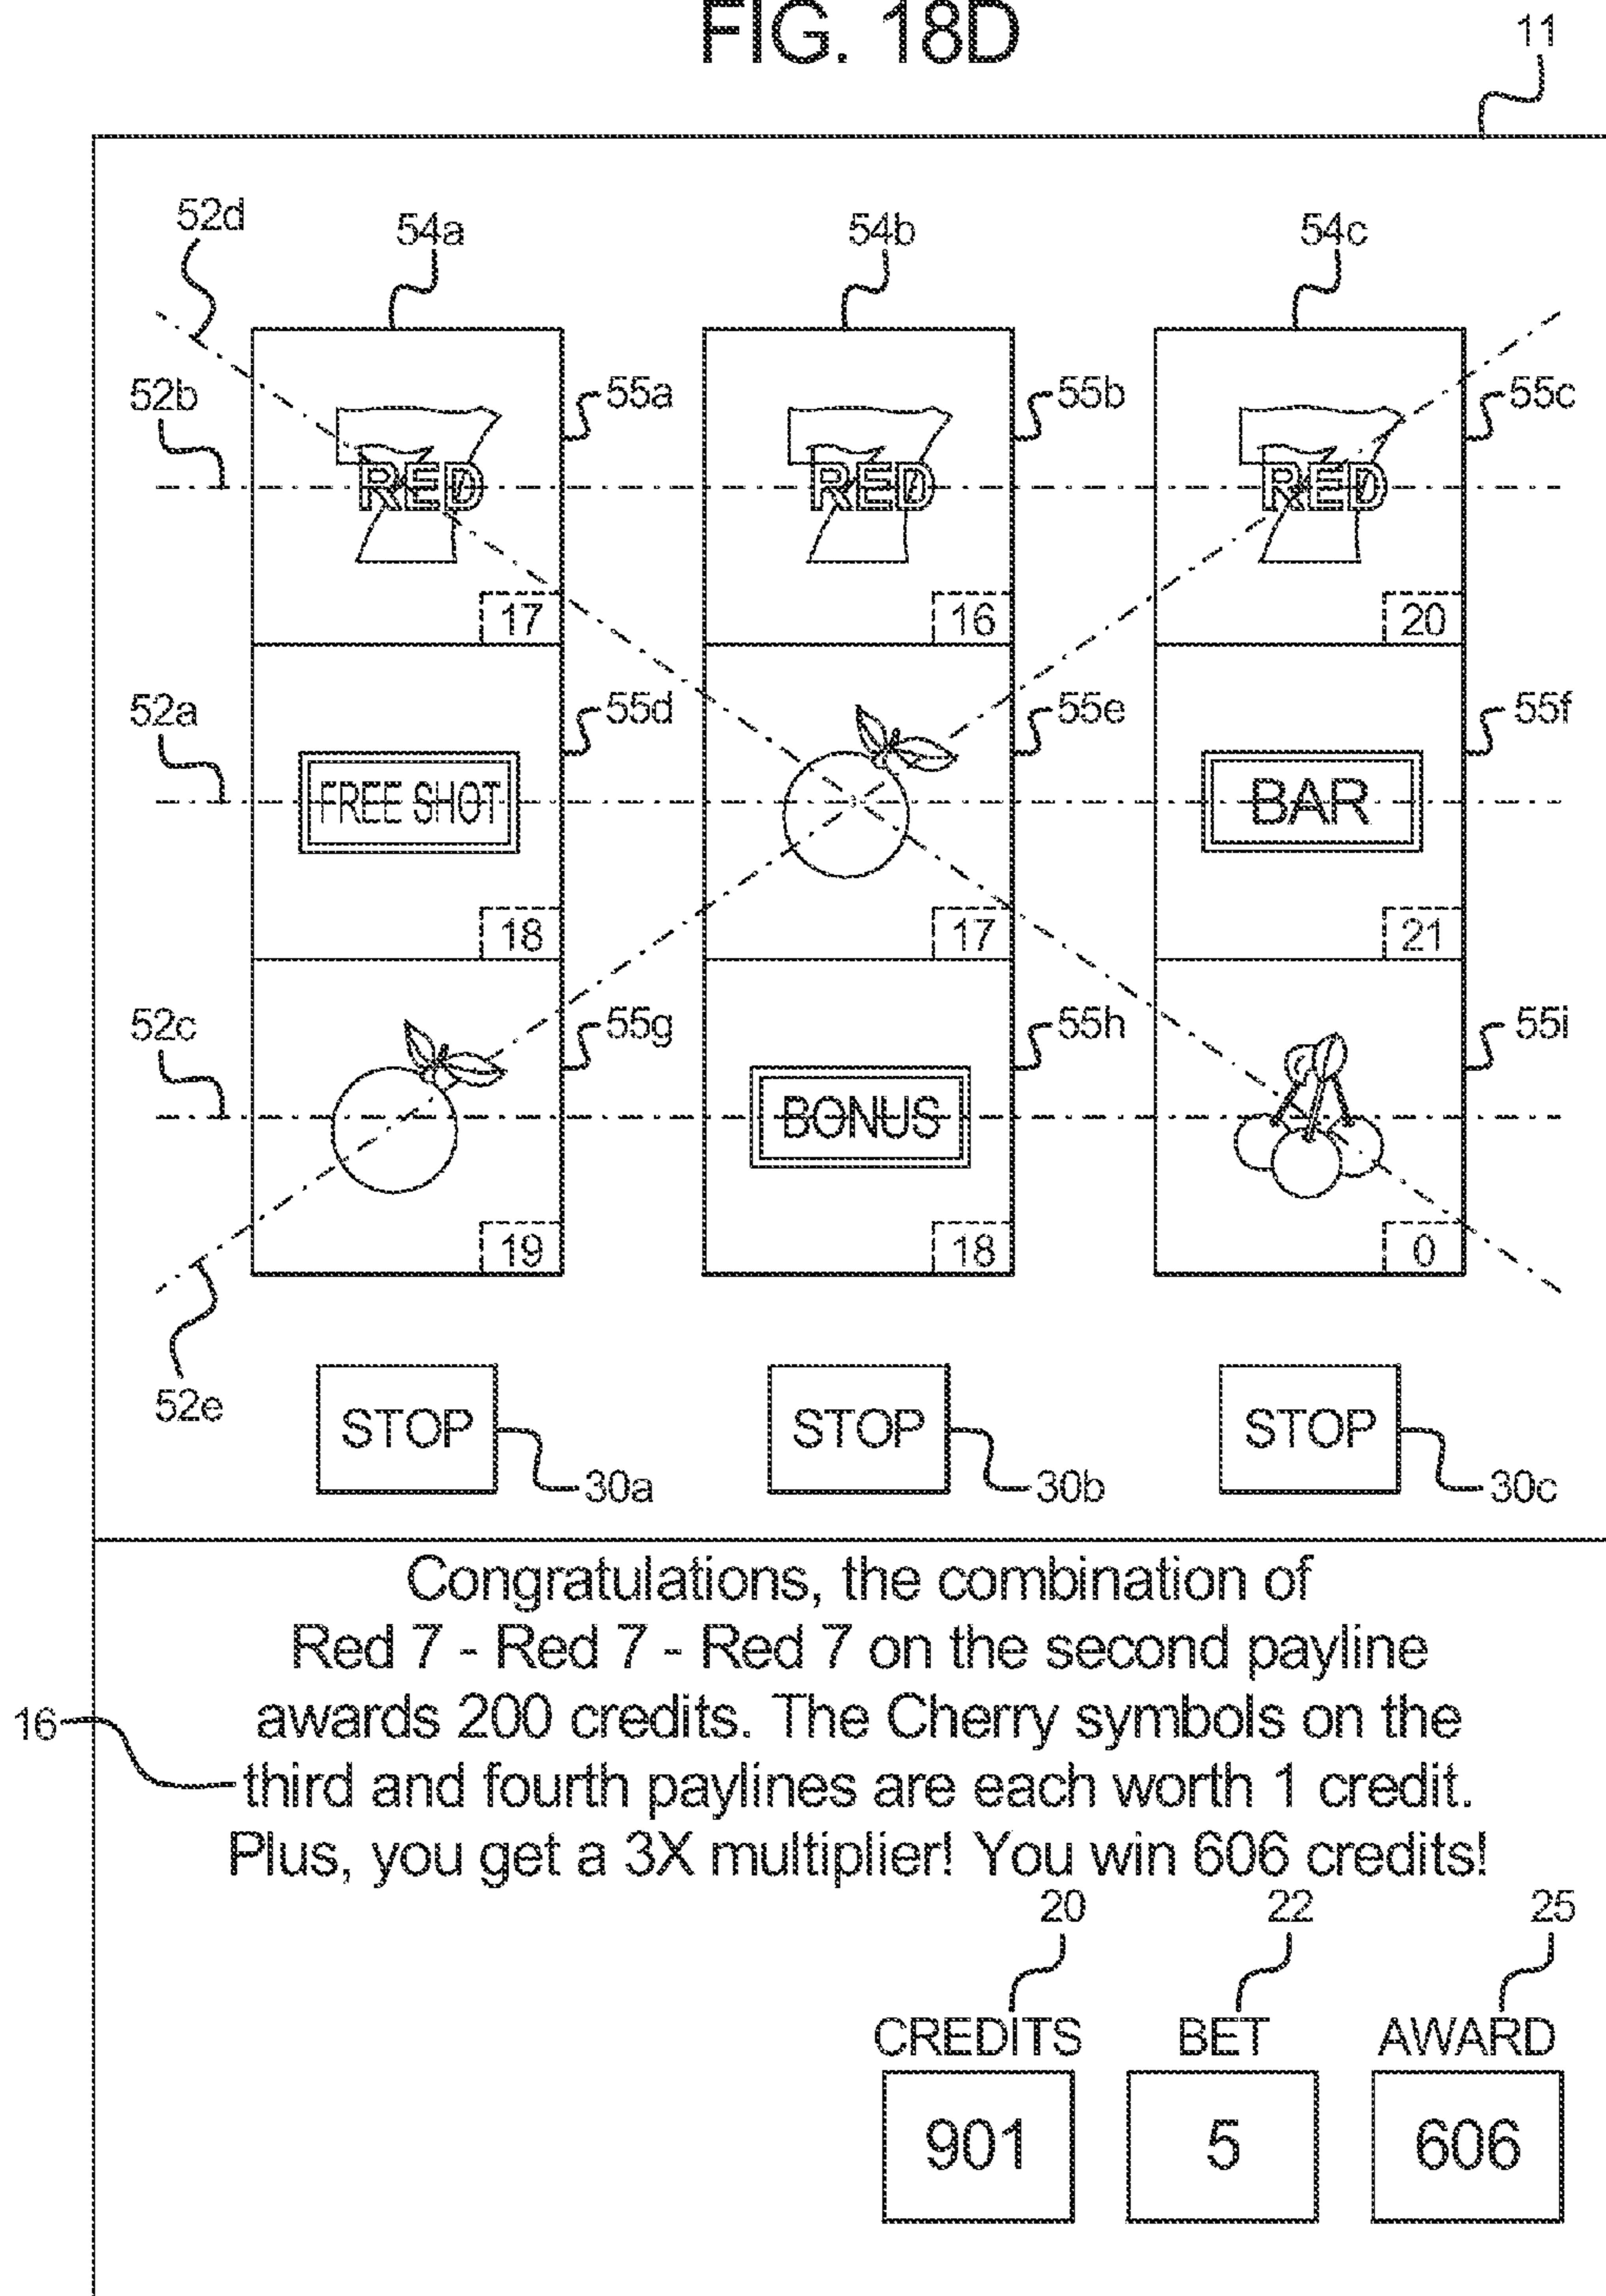 FIG. 18D
11
52d
54a
54b
54c
52b
55a
55b
55c
RED
RED
RED
17
16
20
52a
55d
55e
55f
FREE SHOT
BAR
18
17
21
52c
55g
55h
55i
BONUS
19
18
0
52e
STOP
STOP
STOP
30a
30b
30c
Congratulations, the combination of
Red 7 - Red 7 - Red 7 on the second payline
awards 200 credits. The Cherry symbols on the
16
third and fourth paylines are each worth 1 credit.
Plus, you get a 3X multiplier! You win 606 credits!
20
22
25
CREDITS
BET
AWARD
901
5
606